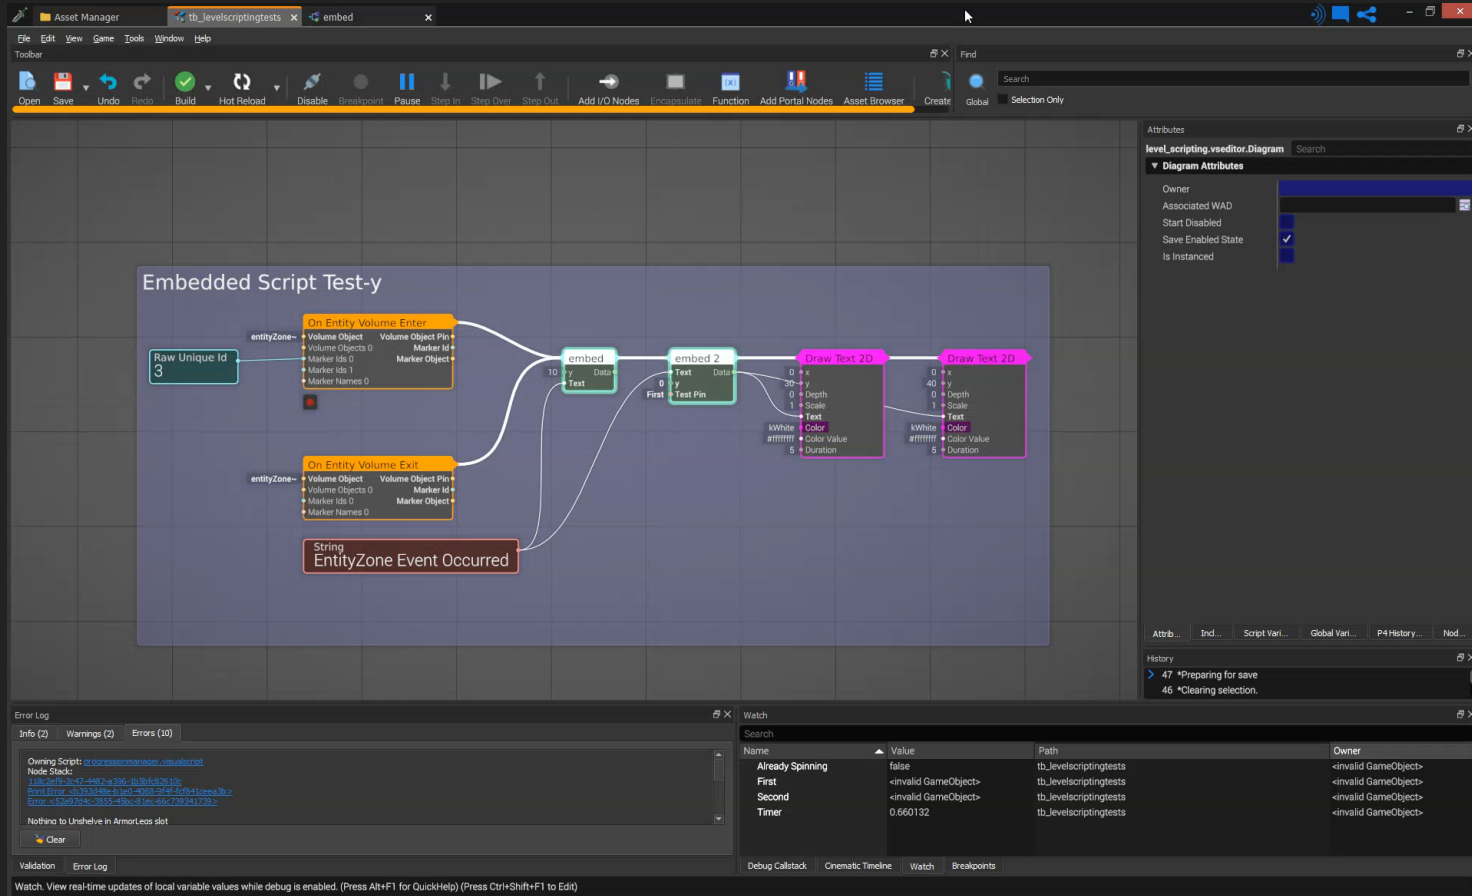 Asset Manager
tb_levelscriptingtests
embed
File Edit View Game Tools Window Help
Toolbar
Find
Open Save Undo Redo Build Hot Reload Disable Breakpoint Pause Step In Step Over Step Out Add I/O Nodes Encapsulate Function Add Portal Nodes Asset Browser Create
Global
Search
Selection Only
Embedded Script Test-y
Raw Unique Id
3
On Entity Volume Enter
entityZone~ Volume Object Volume Object Pin
Volume Objects 0 Marker Id
Marker Ids 0 Marker Object
Marker Ids 1
Marker Names 0
On Entity Volume Exit
entityZone~ Volume Object Volume Object Pin
Volume Objects 0 Marker Id
Marker Ids 0 Marker Object
Marker Names 0
String
EntityZone Event Occurred
embed
10 y Data
Text
embed 2
Text Data
0 y
First Test Pin
Draw Text 2D
0 x
30 y
0 Depth
1 Scale
Text
kWhite Color
#ffffffff Color Value
5 Duration
Draw Text 2D
0 x
40 y
0 Depth
1 Scale
Text
kWhite Color
#ffffffff Color Value
5 Duration
Attributes
level_scripting.vseditor.Diagram Search
Diagram Attributes
Owner
Associated WAD
Start Disabled
Save Enabled State
Is Instanced
Attrib... Incl... Script Vari... Global Vari... P4 History... Nod...
History
47 *Preparing for save
46 *Clearing selection.
Error Log
Info (2) Warnings (2) Errors (10)
Owning Script: progressionmanager.visualscript
Node Stack:
Nothing to Unshelve in ArmorLegs slot
Clear
Validation Error Log
Watch
Search
Name Value Path Owner
Already Spinning false tb_levelscriptingtests <invalid GameObject>
First <invalid GameObject> tb_levelscriptingtests <invalid GameObject>
Second <invalid GameObject> tb_levelscriptingtests <invalid GameObject>
Timer 0.660132 tb_levelscriptingtests <invalid GameObject>
Debug Callstack Cinematic Timeline Watch Breakpoints
Watch. View real-time updates of local variable values while debug is enabled. (Press Alt+F1 for QuickHelp) (Press Ctrl+Shift+F1 to Edit)